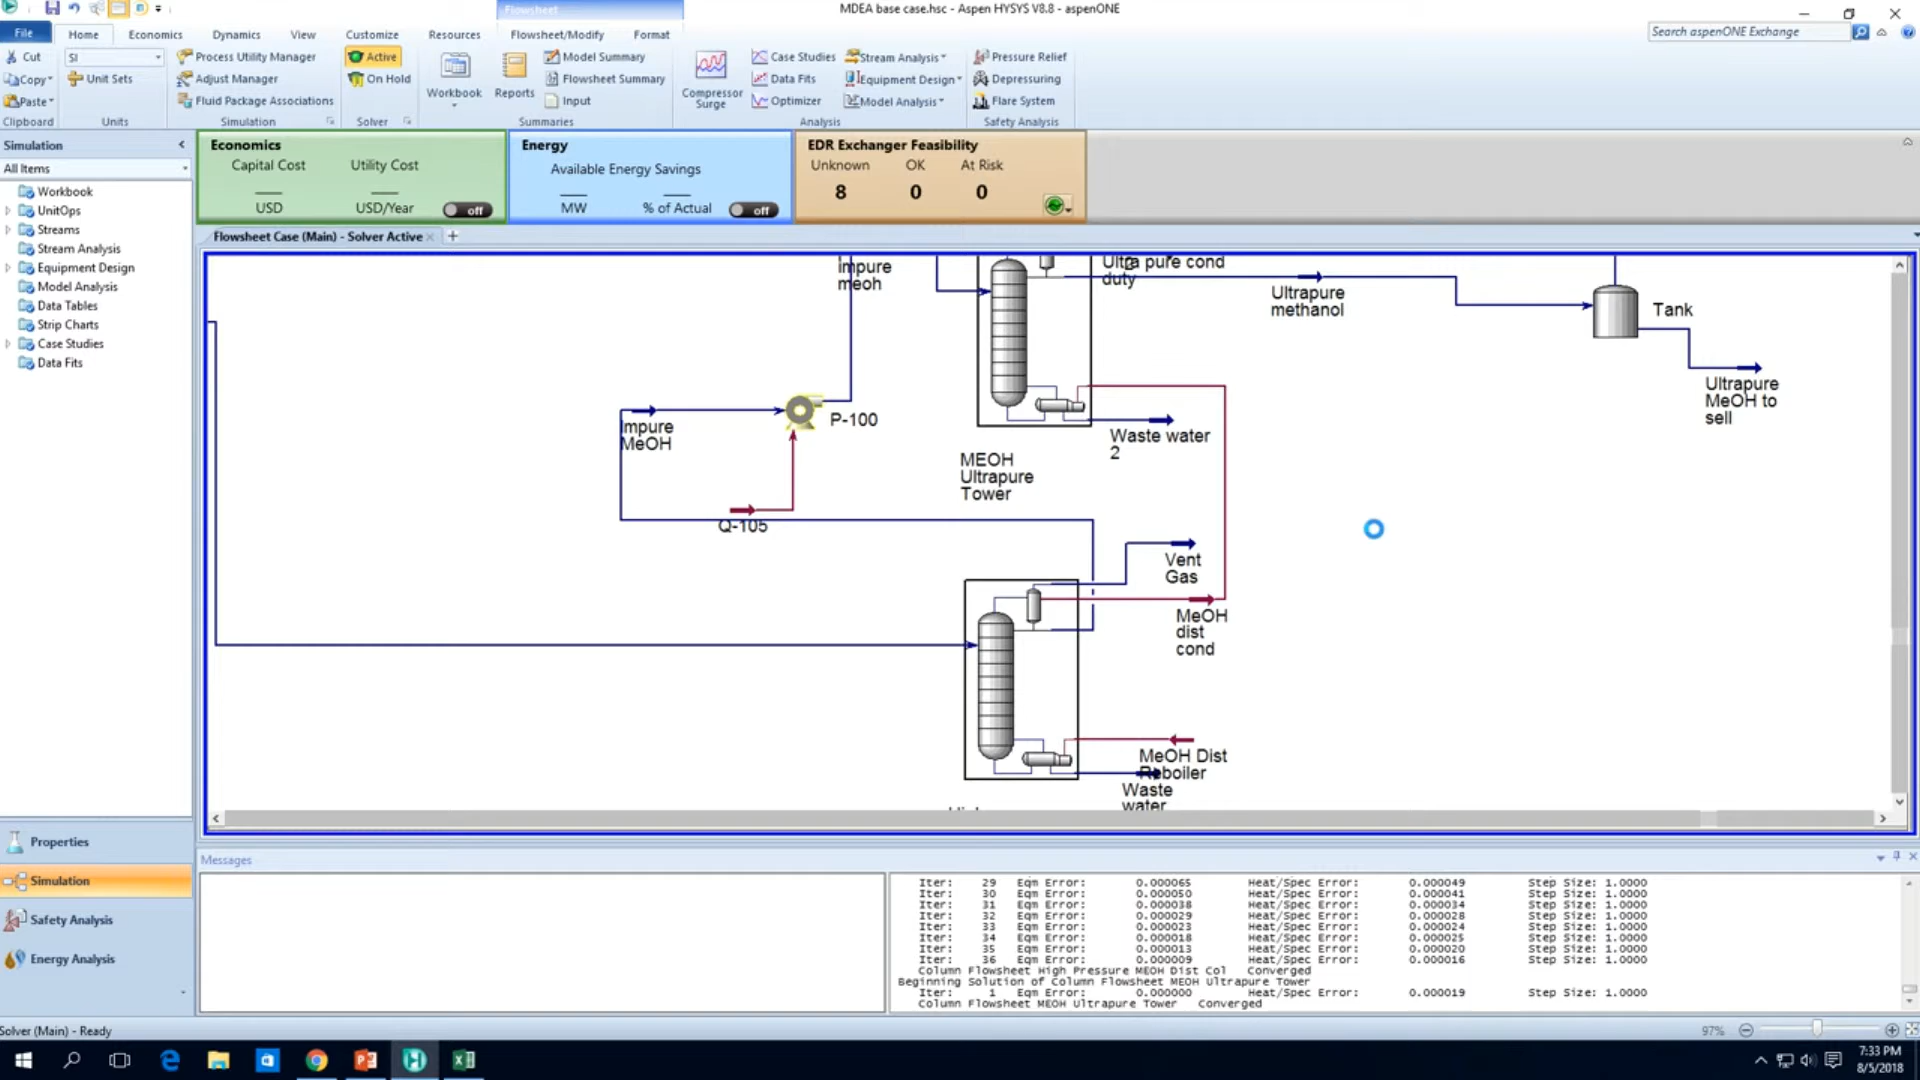 Flowsheet
MDEA base case.hsc - Aspen HYSYS V8.8 - aspenONE
File Home Economics Dynamics View Customize Resources Flowsheet/Modify Format
Search aspenONE Exchange
Cut
Copy
Paste
Clipboard
SI
Unit Sets
Units
Process Utility Manager
Adjust Manager
Fluid Package Associations
Simulation
Active
On Hold
Solver
Workbook
Reports
Model Summary
Flowsheet Summary
Input
Summaries
Compressor
Surge
Case Studies
Data Fits
Optimizer
Stream Analysis
Equipment Design
Model Analysis
Analysis
Pressure Relief
Depressuring
Flare System
Safety Analysis
Simulation
All Items
Workbook
UnitOps
Streams
Stream Analysis
Equipment Design
Model Analysis
Data Tables
Strip Charts
Case Studies
Data Fits
Properties
Simulation
Safety Analysis
Energy Analysis
Economics
Capital Cost Utility Cost
USD USD/Year off
Energy
Available Energy Savings
MW % of Actual off
EDR Exchanger Feasibility
Unknown OK At Risk
8 0 0
Flowsheet Case (Main) - Solver Active
impure
meoh
Ultra pure cond
duty
Ultrapure
methanol
Tank
Ultrapure
MeOH to
sell
Impure
MeOH
P-100
Q-105
Waste water
2
MEOH
Ultrapure
Tower
Vent
Gas
MeOH
dist
cond
MeOH Dist
Reboiler
Waste
water
Messages
Iter: 29 Eqm Error: 0.000065 Heat/Spec Error: 0.000049 Step Size: 1.0000
Iter: 30 Eqm Error: 0.000050 Heat/Spec Error: 0.000041 Step Size: 1.0000
Iter: 31 Eqm Error: 0.000038 Heat/Spec Error: 0.000034 Step Size: 1.0000
Iter: 32 Eqm Error: 0.000029 Heat/Spec Error: 0.000028 Step Size: 1.0000
Iter: 33 Eqm Error: 0.000023 Heat/Spec Error: 0.000024 Step Size: 1.0000
Iter: 34 Eqm Error: 0.000018 Heat/Spec Error: 0.000025 Step Size: 1.0000
Iter: 35 Eqm Error: 0.000013 Heat/Spec Error: 0.000020 Step Size: 1.0000
Iter: 36 Eqm Error: 0.000009 Heat/Spec Error: 0.000016 Step Size: 1.0000
Column Flowsheet High Pressure MEOH Dist Col Converged
Beginning Solution of Column Flowsheet MEOH Ultrapure Tower
Iter: 1 Eqm Error: 0.000000 Heat/Spec Error: 0.000019 Step Size: 1.0000
Column Flowsheet MEOH Ultrapure Tower Converged
Solver (Main) - Ready
97%
7:33 PM
8/5/2018